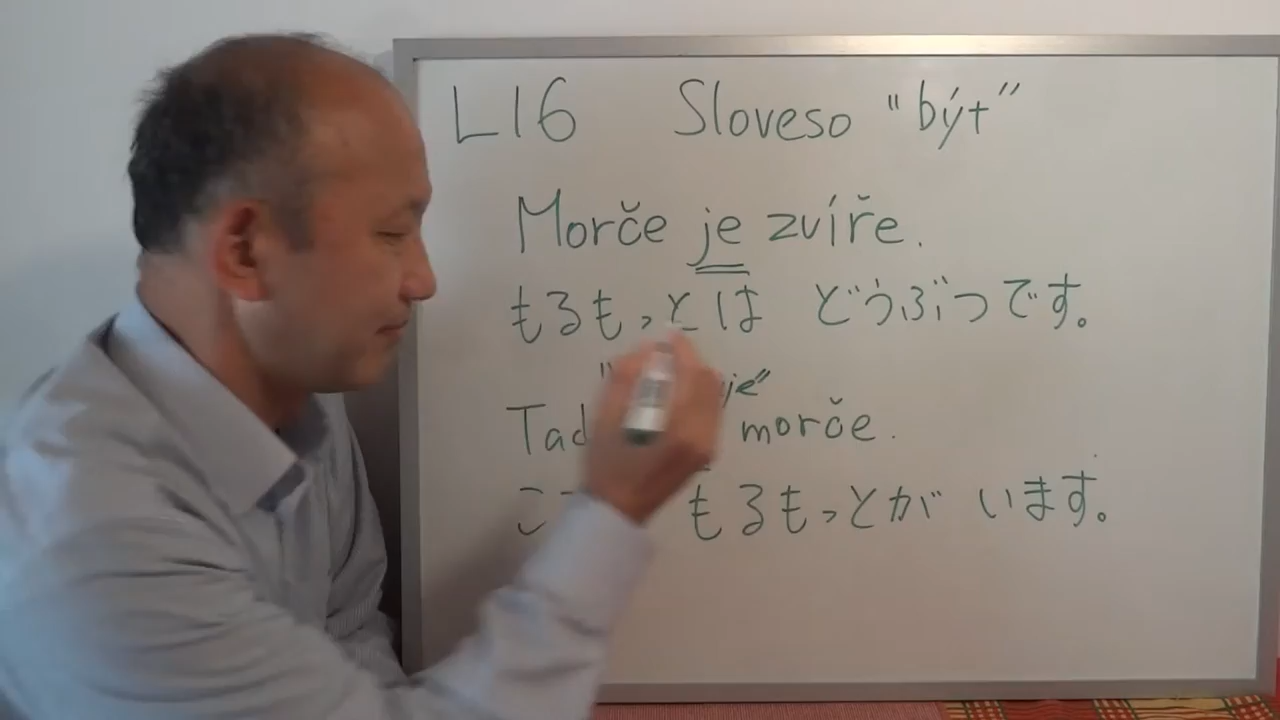 L16 Sloveso "být"
Morče je zvíře.
もるもっとは どうぶつです。
je"
morče.
もるもっとが います。